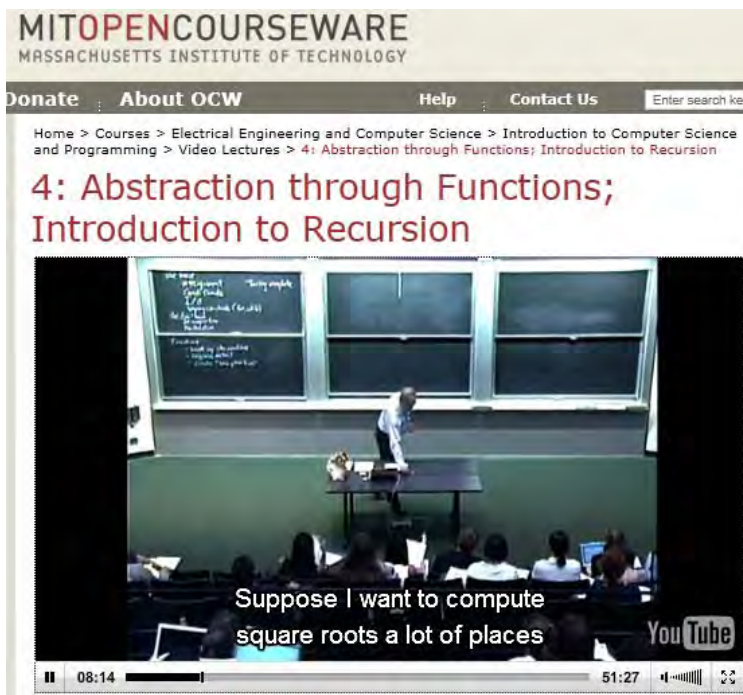 MITOPENCOURSEWARE
MASSACHUSETTS INSTITUTE OF TECHNOLOGY
Donate About OCW Help Contact Us Enter search ke
Home > Courses > Electrical Engineering and Computer Science > Introduction to Computer Science
and Programming > Video Lectures > 4: Abstraction through Functions; Introduction to Recursion
4: Abstraction through Functions;
Introduction to Recursion
Suppose I want to compute
square roots a lot of places
YouTube
08:14 51:27